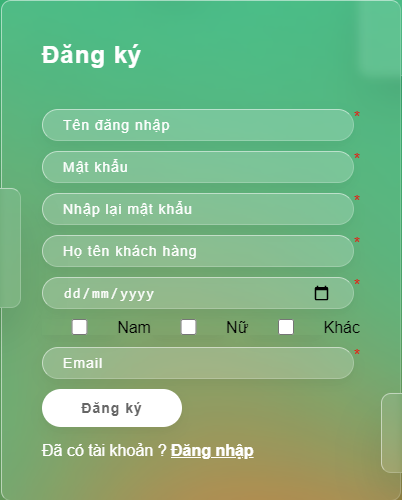 Đăng ký
Tên đăng nhập *
Mật khẩu *
Nhập lại mật khẩu *
Họ tên khách hàng *
dd/mm/yyyy *
Nam Nữ Khác
Email *
Đăng ký
Đã có tài khoản ? Đăng nhập